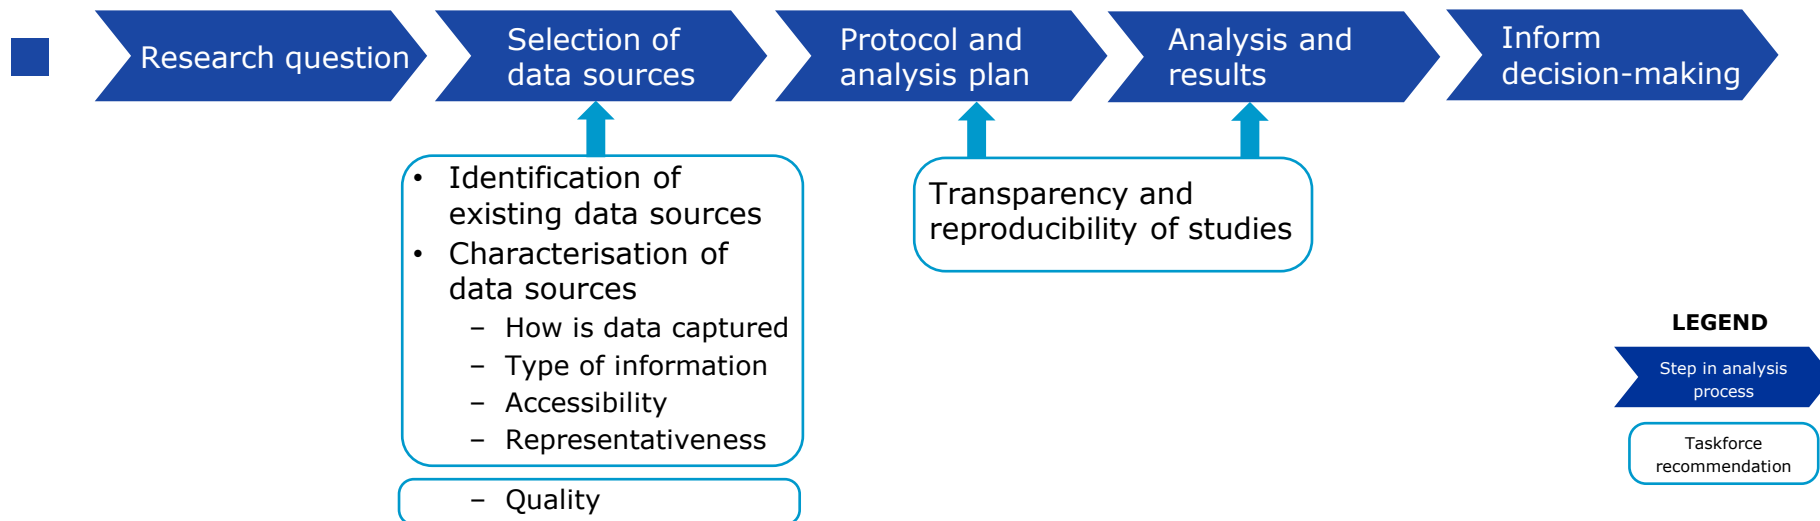 Research question
Selection of
data sources
Protocol and
analysis plan
Analysis and
results
Inform
decision-making
• Identification of
existing data sources
• Characterisation of
data sources
– How is data captured
– Type of information
– Accessibility
– Representativeness
– Quality
Transparency and
reproducibility of studies
LEGEND
Step in analysis
process
Taskforce
recommendation